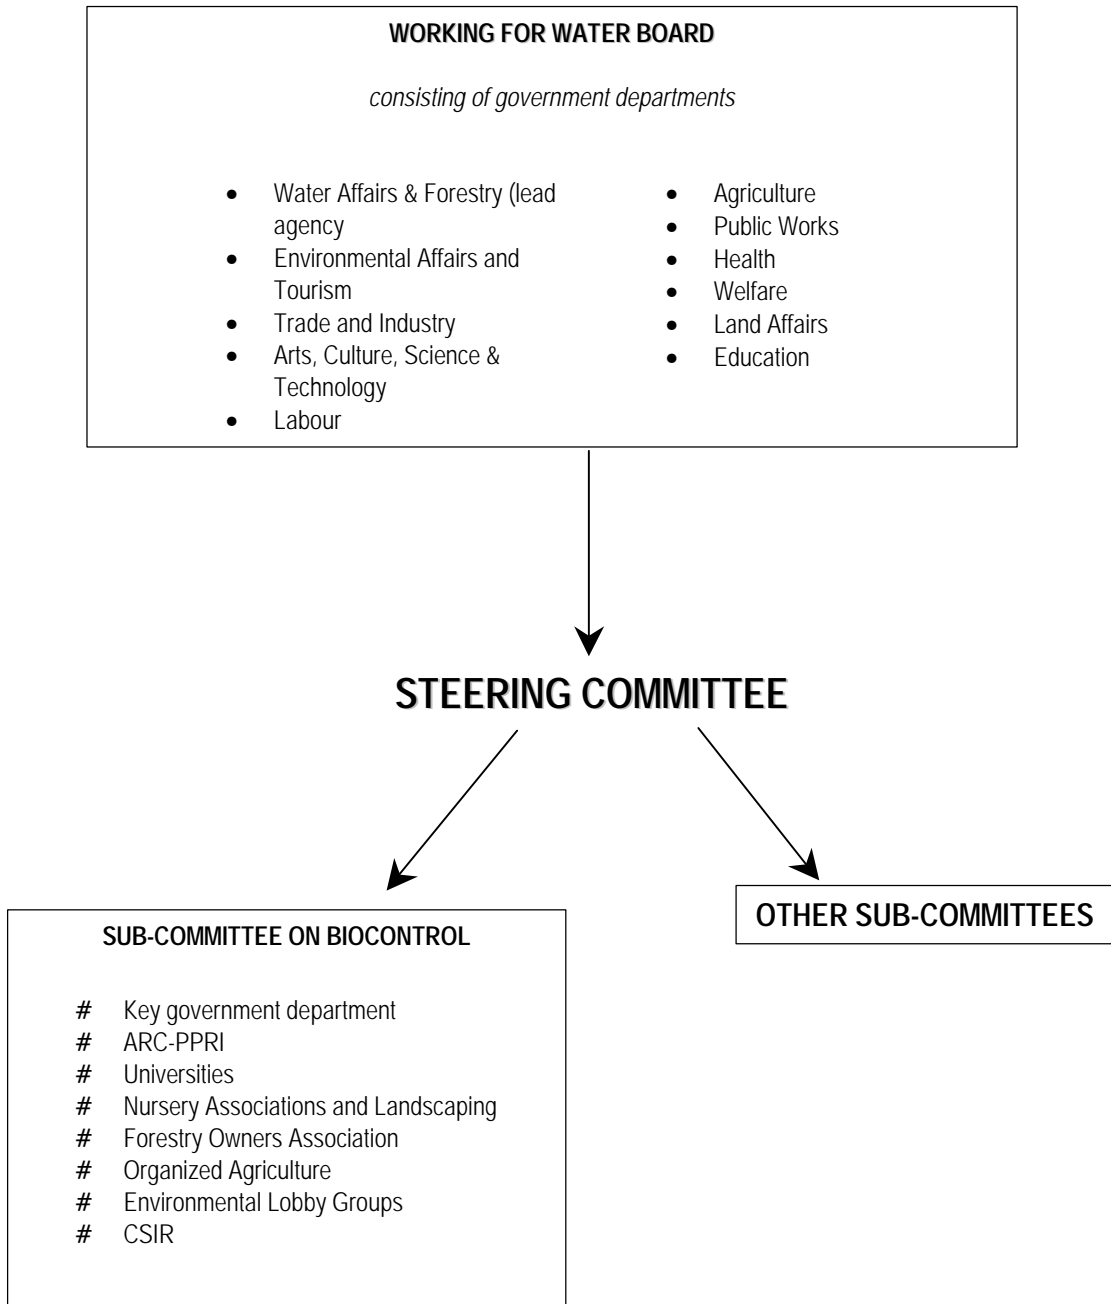 WORKING FOR WATER BOARD
consisting of government departments
• Water Affairs & Forestry (lead
agency
• Environmental Affairs and
Tourism
• Trade and Industry
• Arts, Culture, Science &
Technology
• Labour
• Agriculture
• Public Works
• Health
• Welfare
• Land Affairs
• Education
STEERING COMMITTEE
SUB-COMMITTEE ON BIOCONTROL
# Key government department
# ARC-PPRI
# Universities
# Nursery Associations and Landscaping
# Forestry Owners Association
# Organized Agriculture
# Environmental Lobby Groups
# CSIR
OTHER SUB-COMMITTEES